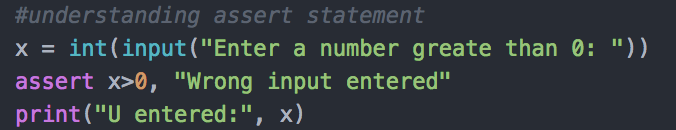 #understanding assert statement
x = int(input("Enter a number greate than 0: "))
assert x>0, "Wrong input entered"
print("U entered:", x)